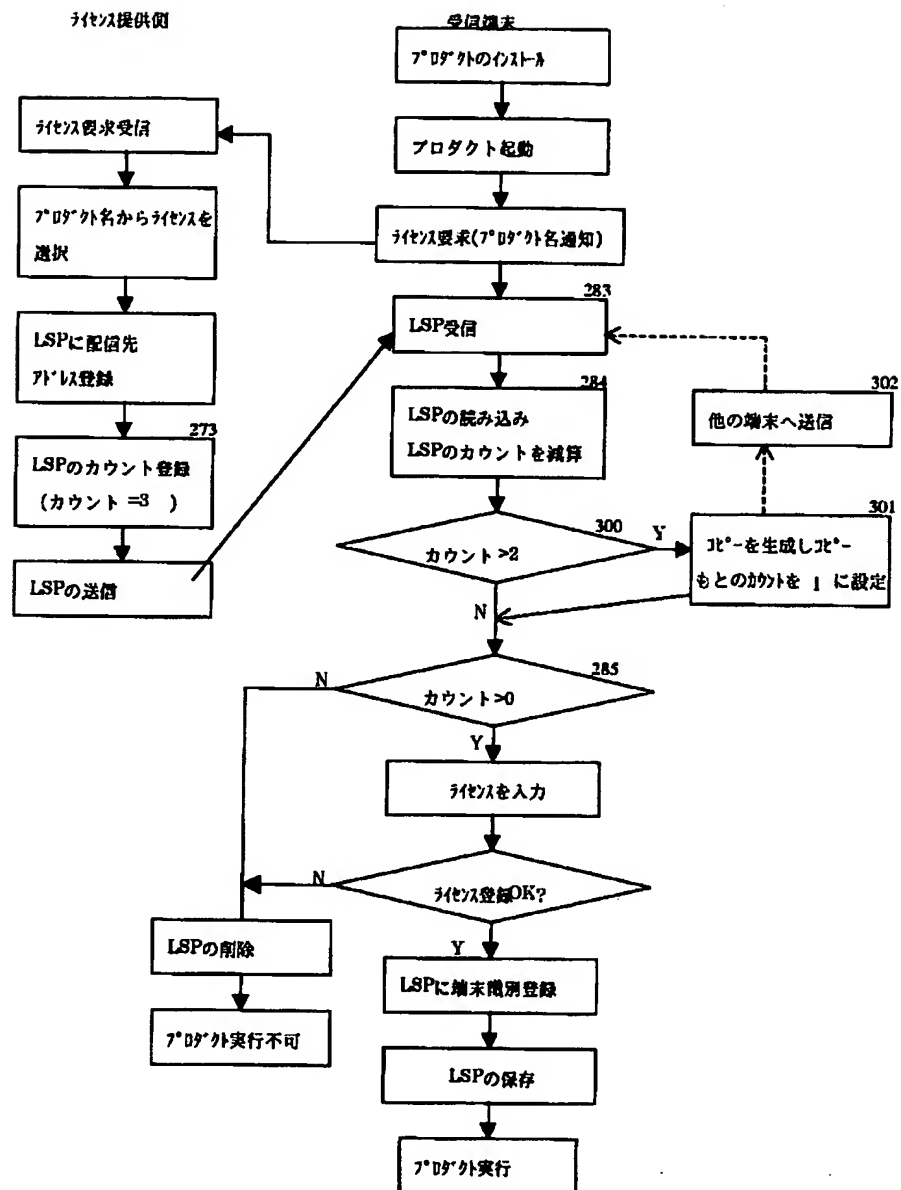 ライセンス提供側
受信端末
プロダクトのインストール
ライセンス要求受信
プロダクト起動
プロダクト名からライセンスを
選択
ライセンス要求(プロダクト名通知)
283
LSP受信
LSPに配信先
アドレス登録
284
LSPの読み込み
LSPのカウントを減算
302
他の端末へ送信
273
LSPのカウント登録
(カウント=3 )
300
カウント>2
Y
N
301
コピーを生成しコピー
もとのカウントを 1 に設定
LSPの送信
285
カウント>0
N
Y
ライセンスを入力
ライセンス登録OK?
N
Y
LSPの削除
LSPに端末識別登録
プロダクト実行不可
LSPの保存
プロダクト実行